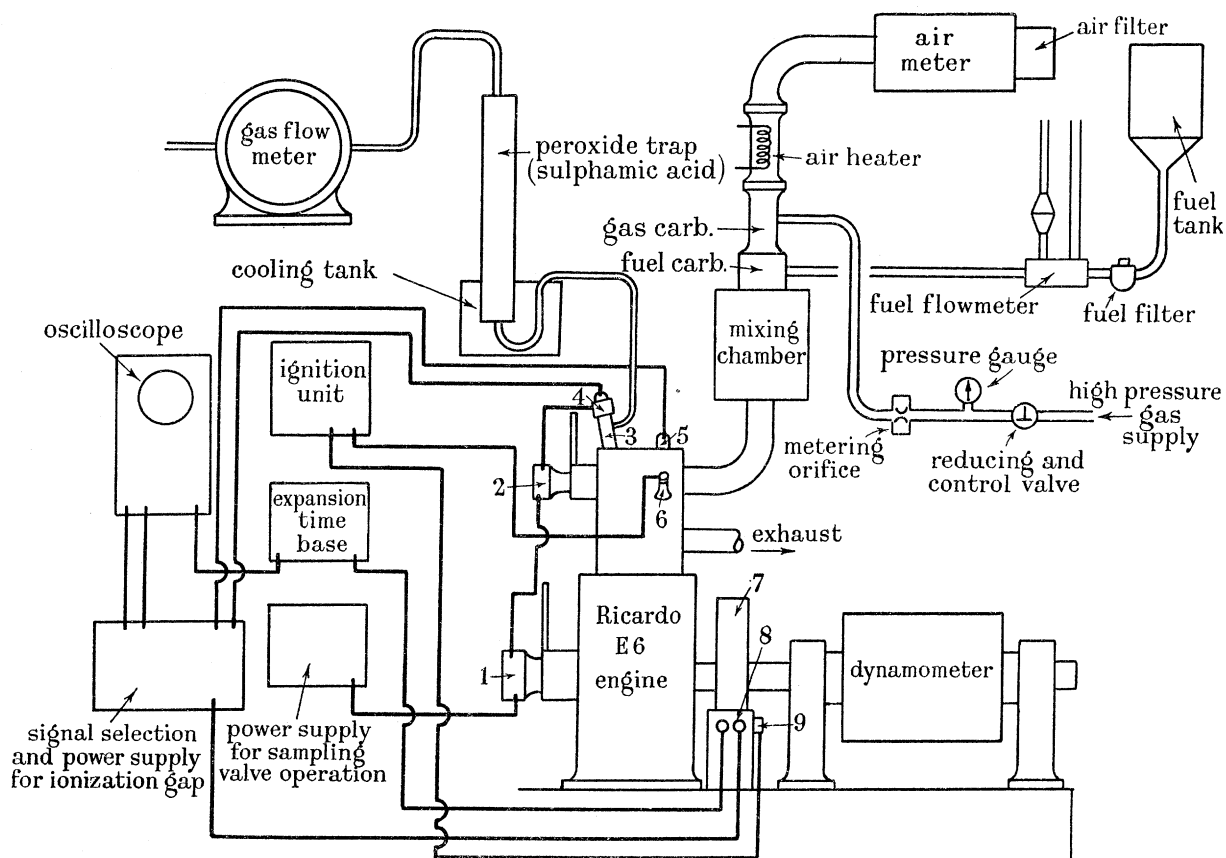 air filter
air
meter
gas flow
meter
peroxide trap
(sulphamic acid)
air heater
fuel
tank
gas carb.
fuel carb.
cooling tank
fuel flowmeter
fuel filter
oscilloscope
mixing
chamber
ignition
unit
pressure gauge
high pressure
gas
supply
4
3
5
metering
orifice
reducing and
control valve
2
6
expansion
time
base
exhaust
7
Ricardo
E6
engine
8
dynamometer
1
9
signal selection
and power supply
for ionization gap
power supply
for sampling
valve operation